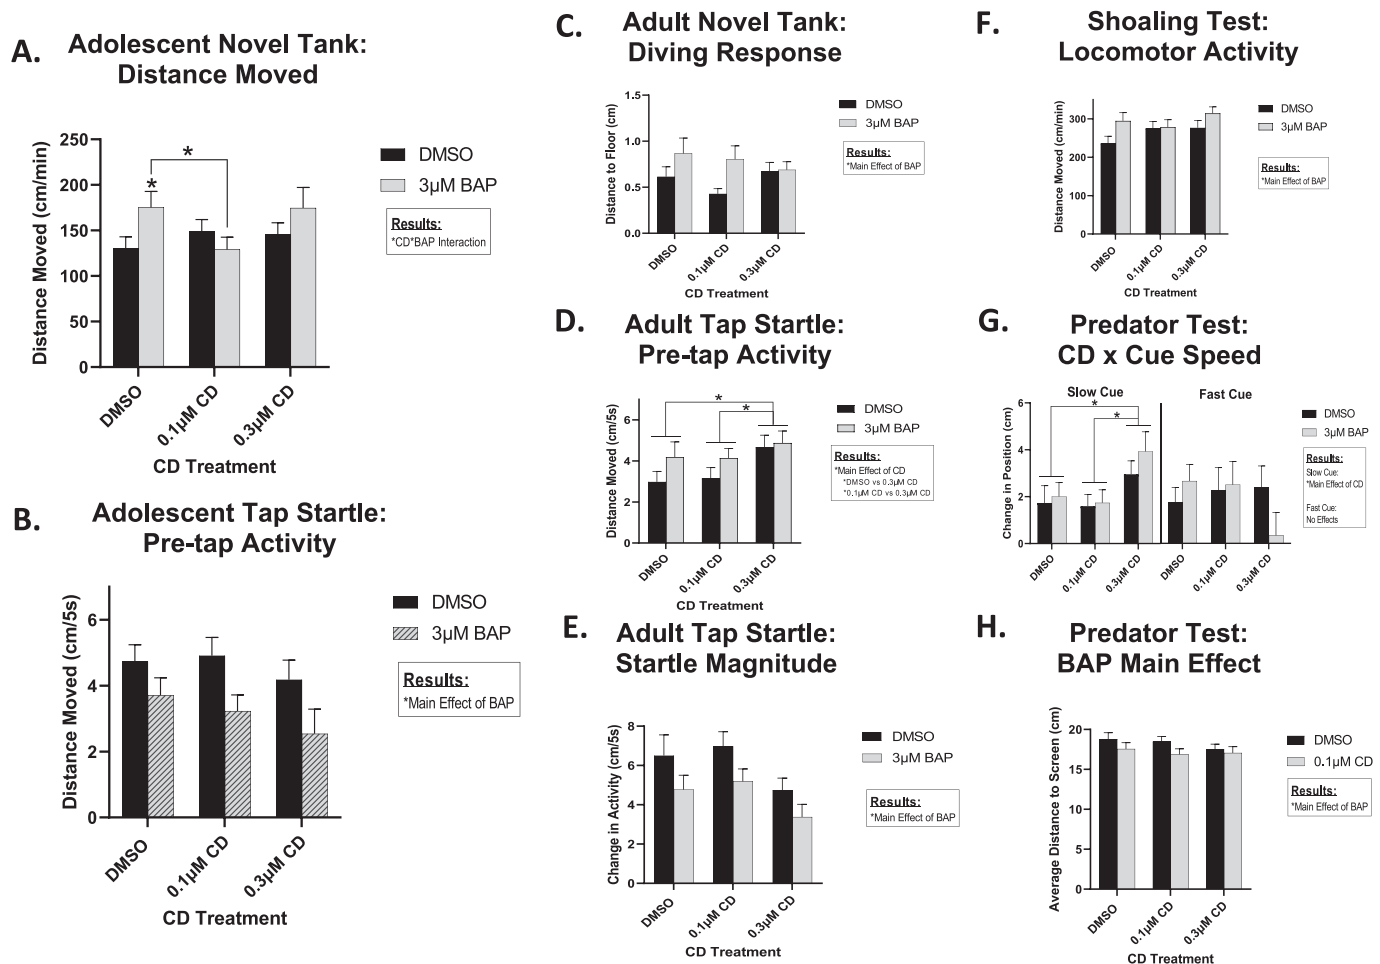 A.
Adolescent Novel Tank:
Distance Moved
250
200
150
100
50
0
Distance Moved (cm/min)
*
*
DMSO
3µM BAP
Results:
*CD*BAP Interaction
DMSO
0.1µM CD
0.3µM CD
CD Treatment
B.
Adolescent Tap Startle:
Pre-tap Activity
6
4
2
0
Distance Moved (cm/5s)
DMSO
3µM BAP
Results:
*Main Effect of BAP
DMSO
0.1µM CD
0.3µM CD
CD Treatment
C.
Adult Novel Tank:
Diving Response
1.5
1.0
0.5
0.0
Distance to Floor (cm)
DMSO
3µM BAP
Results:
*Main Effect of BAP
DMSO
0.1µM CD
0.3µM CD
CD Treatment
D.
Adult Tap Startle:
Pre-tap Activity
6
4
2
0
Distance Moved (cm/5s)
*
*
DMSO
3µM BAP
Results:
*Main Effect of CD
*DMSO vs 0.3µM CD
*0.1µM CD vs 0.3µM CD
DMSO
0.1µM CD
0.3µM CD
CD Treatment
E.
Adult Tap Startle:
Startle Magnitude
8
6
4
2
0
Change in Activity (cm/5s)
DMSO
3µM BAP
Results:
*Main Effect of BAP
DMSO
0.1µM CD
0.3µM CD
CD Treatment
F.
Shoaling Test:
Locomotor Activity
300
200
100
0
Distance Moved (cm/min)
DMSO
3µM BAP
Results:
*Main Effect of BAP
DMSO
0.1µM CD
0.3µM CD
CD Treatment
G.
Predator Test:
CD x Cue Speed
Slow Cue
Fast Cue
6
4
2
0
Change in Position (cm)
*
*
DMSO
3µM BAP
Results:
Slow Cue:
*Main Effect of CD
Fast Cue:
No Effects
DMSO
0.1µM CD
0.3µM CD
DMSO
0.1µM CD
0.3µM CD
H.
Predator Test:
BAP Main Effect
20
15
10
5
0
Average Distance to Screen (cm)
DMSO
0.1µM CD
Results:
*Main Effect of BAP
DMSO
0.1µM CD
0.3µM CD
CD Treatment